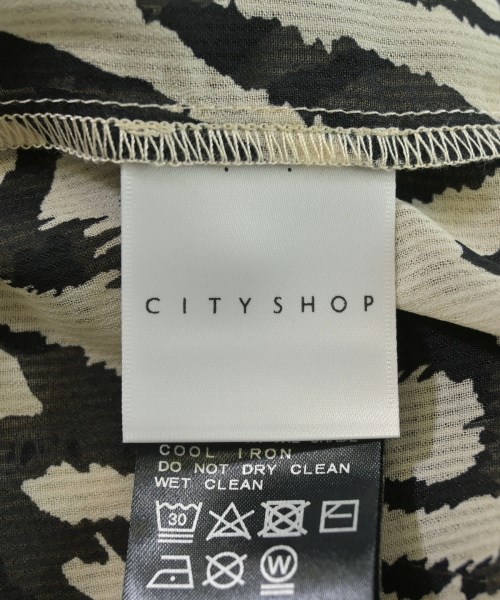 CITYSHOP
COOL IRON
DO NOT DRY CLEAN
WET CLEAN
30
W